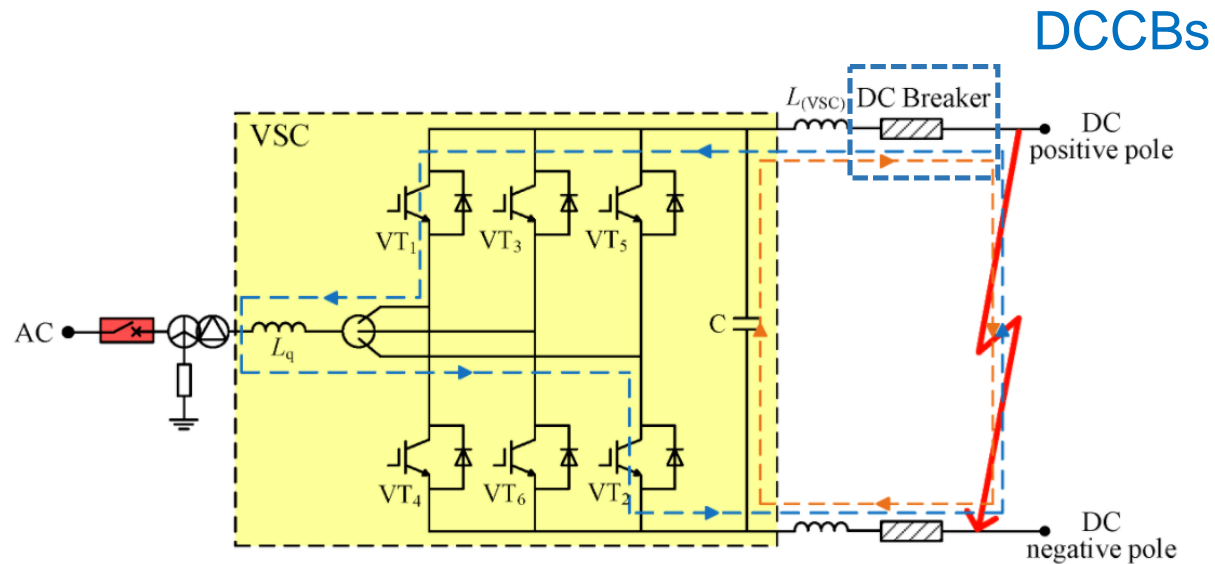 DCCBs
L(VSC) DC Breaker
VSC
DC
positive pole
VT1
VT3
VT5
AC
Lq
C
VT4
VT6
VT2
DC
negative pole